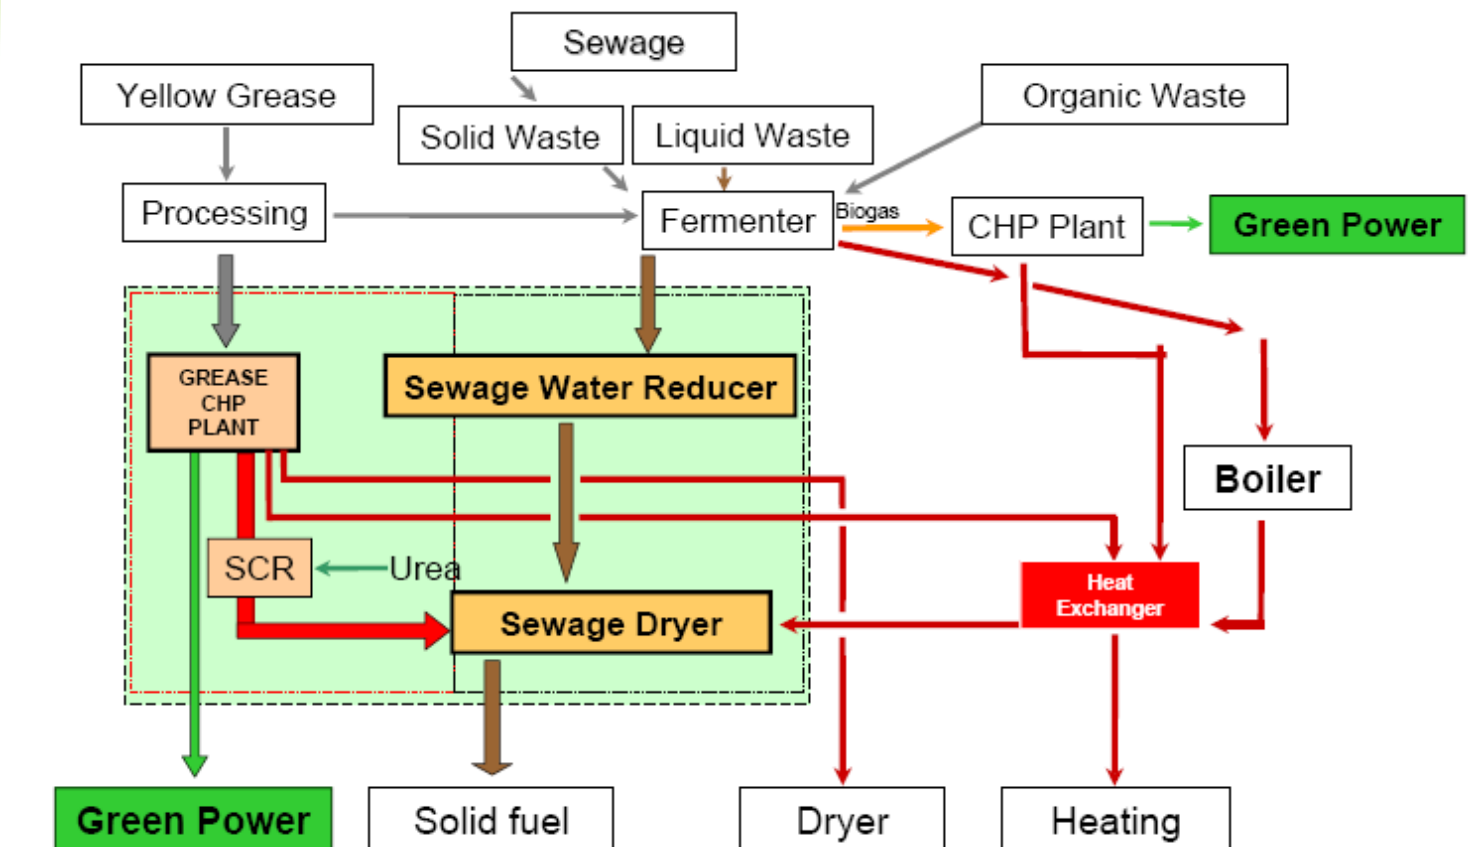 Sewage
Yellow Grease
Organic Waste
Solid Waste
Liquid Waste
Processing
Fermenter
Biogas
CHP Plant
Green Power
GREASE
CHP
PLANT
Sewage Water Reducer
Boiler
SCR
Urea
Heat
Exchanger
Sewage Dryer
Green Power
Solid fuel
Dryer
Heating